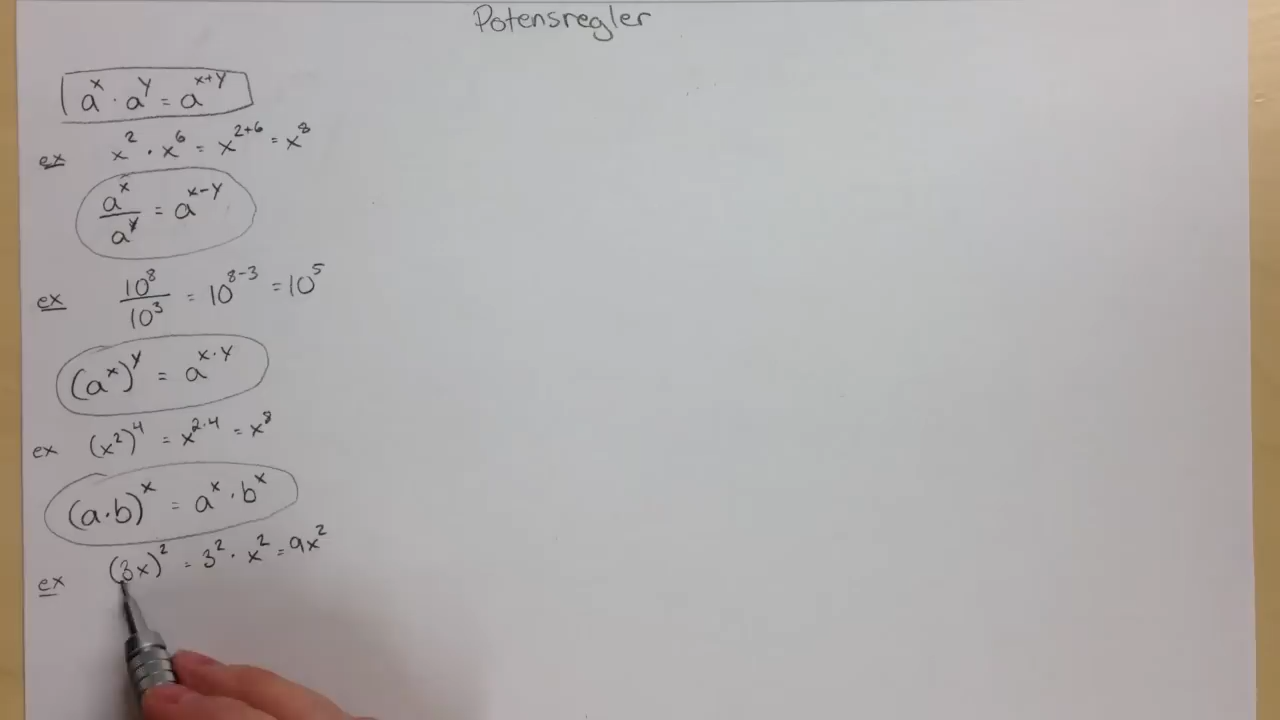 Potensregler
a^x · a^y = a^(x+y)
ex x^2 · x^6 = x^(2+6) = x^8
a^x / a^y = a^(x-y)
ex 10^8 / 10^3 = 10^(8-3) = 10^5
(a^x)^y = a^(x·y)
ex (x^2)^4 = x^(2·4) = x^8
(a·b)^x = a^x · b^x
ex (3x)^2 = 3^2 · x^2 = 9x^2